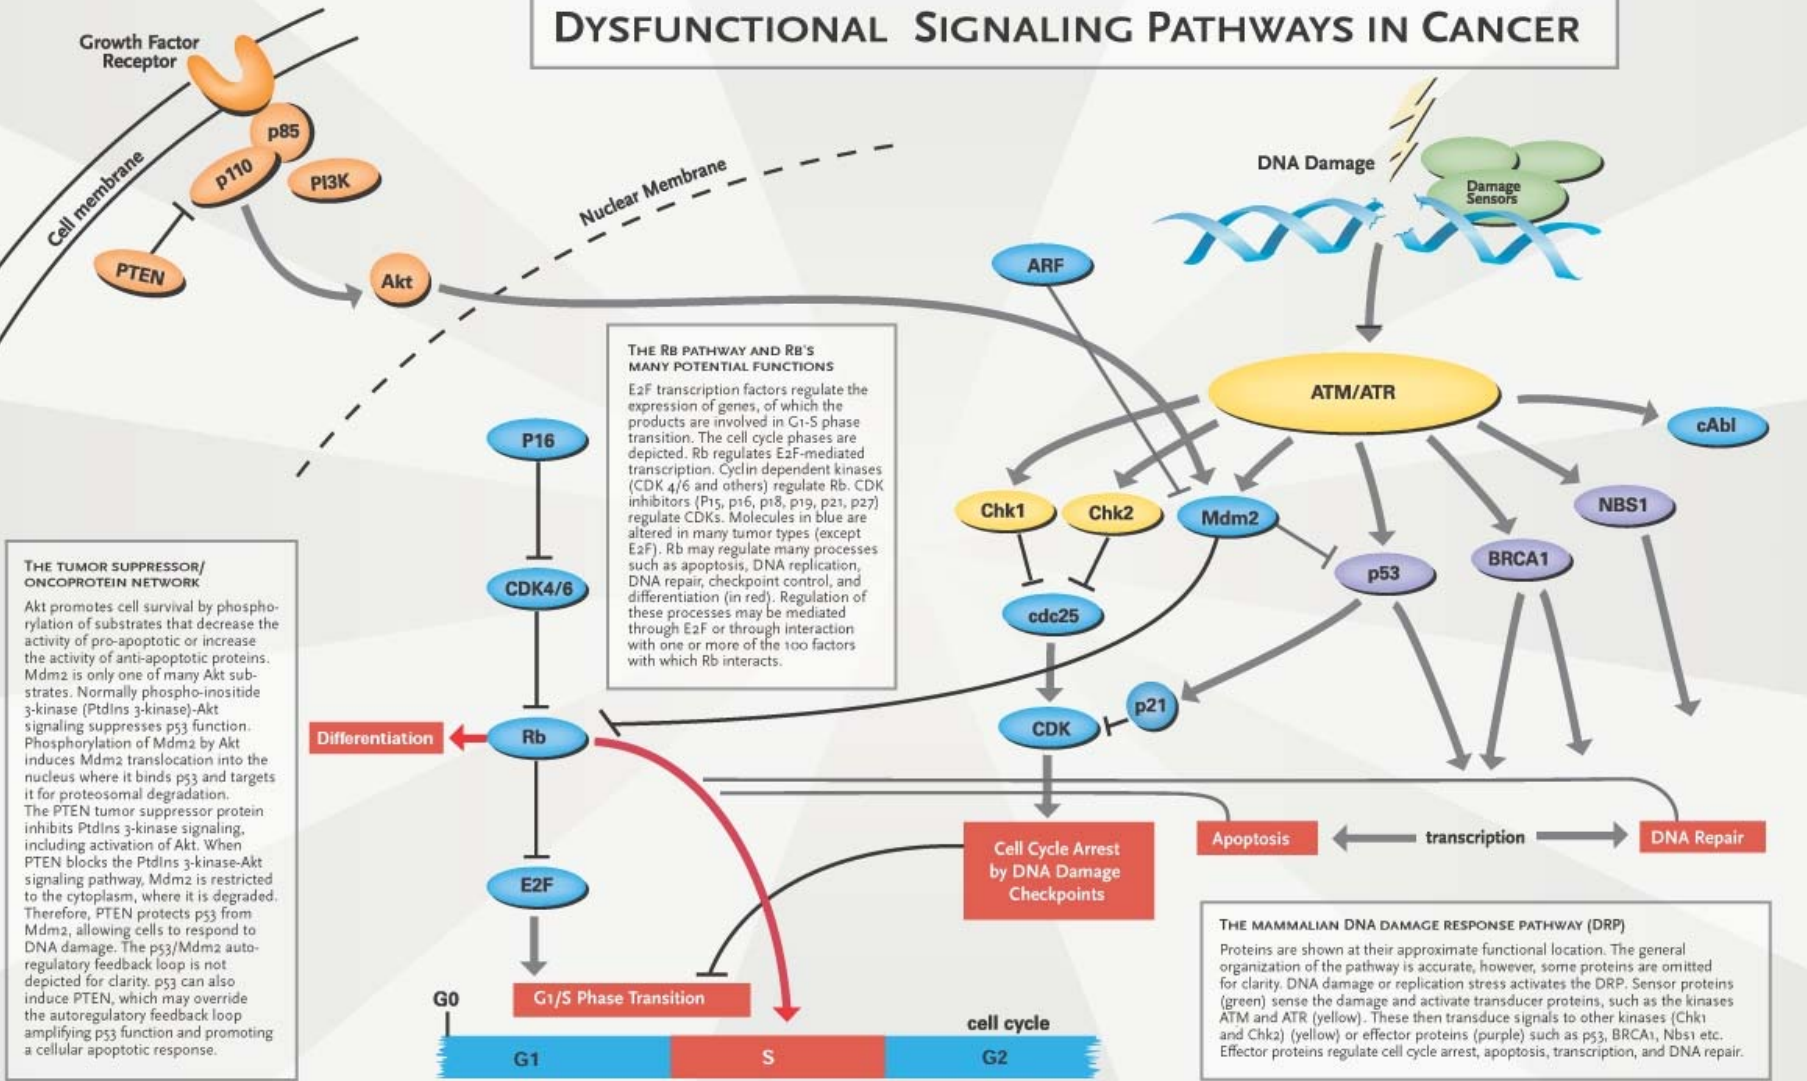 DYSFUNCTIONAL SIGNALING PATHWAYS IN CANCER
Growth Factor
Receptor
p85
p110
PI3K
Cell membrane
PTEN
Akt
Nuclear Membrane
DNA Damage
Damage
Sensors
ARF
ATM/ATR
cAbl
P16
Chk1
Chk2
Mdm2
NBS1
p53
BRCA1
CDK4/6
cdc25
p21
CDK
Rb
Differentiation
E2F
THE RB PATHWAY AND RB'S
MANY POTENTIAL FUNCTIONS
E2F transcription factors regulate the
expression of genes, of which the
products are involved in G1-S phase
transition. The cell cycle phases are
depicted. Rb regulates E2F-mediated
transcription. Cyclin dependent kinases
(CDK 4/6 and others) regulate Rb. CDK
inhibitors (P15, p16, p18, p19, p21, p27)
regulate CDKs. Molecules in blue are
altered in many tumor types (except
E2F). Rb may regulate many processes
such as apoptosis, DNA replication,
DNA repair, checkpoint control, and
differentiation (in red). Regulation of
these processes may be mediated
through E2F or through interaction
with one or more of the 100 factors
with which Rb interacts.
THE TUMOR SUPPRESSOR/
ONCOPROTEIN NETWORK
Akt promotes cell survival by phospho-
rylation of substrates that decrease the
activity of pro-apoptotic or increase
the activity of anti-apoptotic proteins.
Mdm2 is only one of many Akt sub-
strates. Normally phospho-inositide
3-kinase (PtdIns 3-kinase)-Akt
signaling suppresses p53 function.
Phosphorylation of Mdm2 by Akt
induces Mdm2 translocation into the
nucleus where it binds p53 and targets
it for proteosomal degradation.
The PTEN tumor suppressor protein
inhibits PtdIns 3-kinase signaling,
including activation of Akt. When
PTEN blocks the PtdIns 3-kinase-Akt
signaling pathway, Mdm2 is restricted
to the cytoplasm, where it is degraded.
Therefore, PTEN protects p53 from
Mdm2, allowing cells to respond to
DNA damage. The p53/Mdm2 auto-
regulatory feedback loop is not
depicted for clarity. p53 can also
induce PTEN, which may override
the autoregulatory feedback loop
amplifying p53 function and promoting
a cellular apoptotic response.
Cell Cycle Arrest
by DNA Damage
Checkpoints
Apoptosis
transcription
DNA Repair
G0
G1/S Phase Transition
cell cycle
G1
S
G2
THE MAMMALIAN DNA DAMAGE RESPONSE PATHWAY (DRP)
Proteins are shown at their approximate functional location. The general
organization of the pathway is accurate, however, some proteins are omitted
for clarity. DNA damage or replication stress activates the DRP. Sensor proteins
(green) sense the damage and activate transducer proteins, such as the kinases
ATM and ATR (yellow). These then transduce signals to other kinases (Chk1
and Chk2) (yellow) or effector proteins (purple) such as p53, BRCA1, Nbs1 etc.
Effector proteins regulate cell cycle arrest, apoptosis, transcription, and DNA repair.